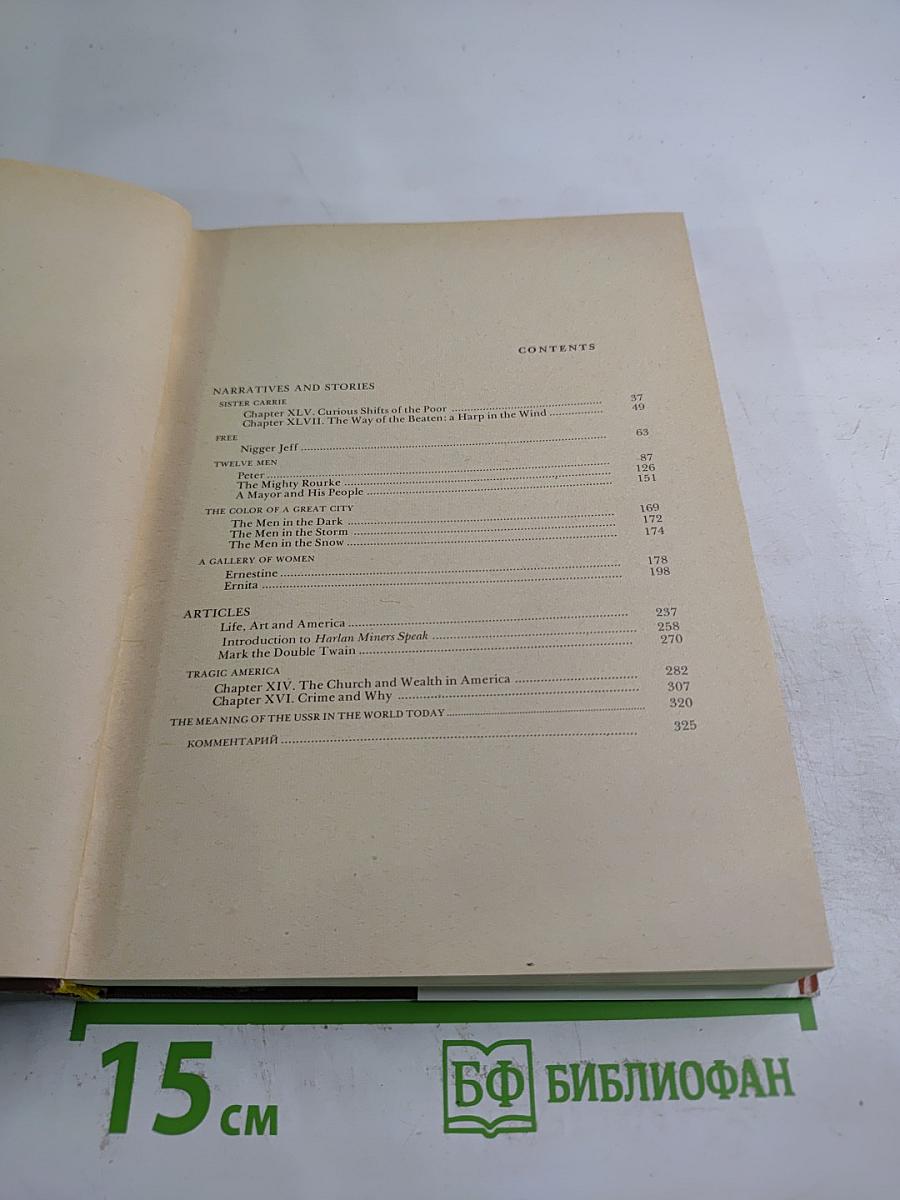 CONTENTS
NARRATIVES AND STORIES
SISTER CARRIE
Chapter XLV. Curious Shifts of the Poor 37
Chapter XLVII. The Way of the Beaten: a Harp in the Wind 49
FREE
Nigger Jeff 63
TWELVE MEN
Peter 87
The Mighty Rourke 126
A Mayor and His People 151
THE COLOR OF A GREAT CITY
The Men in the Dark 169
The Men in the Storm 172
The Men in the Snow 174
A GALLERY OF WOMEN
Ernestine 178
Ernita 198
ARTICLES
Life, Art and America 237
Introduction to Harlan Miners Speak 258
Mark the Double Twain 270
TRAGIC AMERICA
Chapter XIV. The Church and Wealth in America 282
Chapter XVI. Crime and Why 307
THE MEANING OF THE USSR IN THE WORLD TODAY 320
КОММЕНТАРИЙ 325
15 см
БФ БИБЛИОФАН